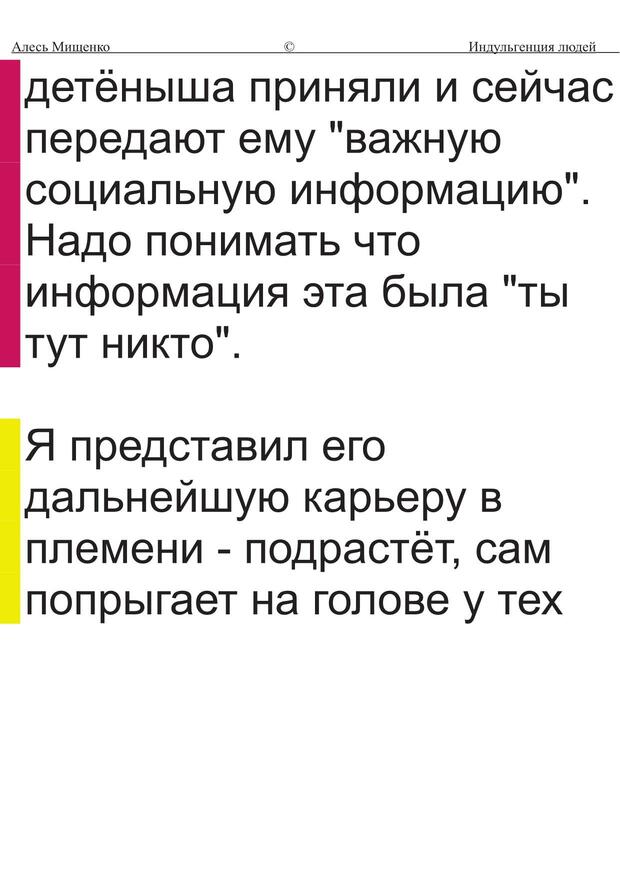 Алесь Мищенко © Индульгенция людей
детёныша приняли и сейчас
передают ему "важную
социальную информацию".
Надо понимать что
информация эта была "ты
тут никто".
Я представил его
дальнейшую карьеру в
племени - подрастёт, сам
попрыгает на голове у тех